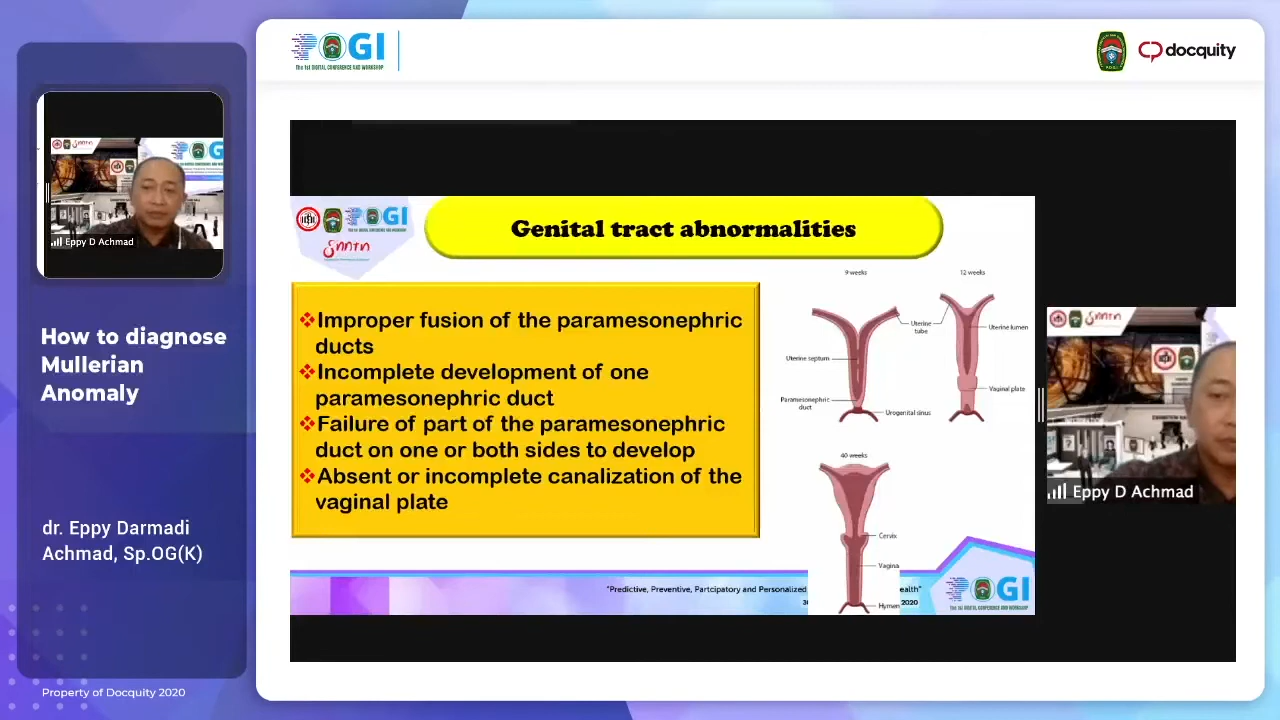 POGI
The 1st DIGITAL CONFERENCE AND WORKSHOP
docquity
Eppy D Achmad
How to diagnose
Mullerian
Anomaly
dr. Eppy Darmadi
Achmad, Sp.OG(K)
Property of Docquity 2020
POGI
Genital tract abnormalities
❖Improper fusion of the paramesonephric
ducts
❖Incomplete development of one
paramesonephric duct
❖Failure of part of the paramesonephric
duct on one or both sides to develop
❖Absent or incomplete canalization of the
vaginal plate
9 weeks
12 weeks
Uterine
tube
Uterine lumen
Uterine septum
Vaginal plate
Paramesonephric
duct
Urogenital sinus
40 weeks
Cervix
Vagina
Hymen
"Predictive, Preventive, Partcipatory and Personalized
ealth"
2020
POGI
Eppy D Achmad